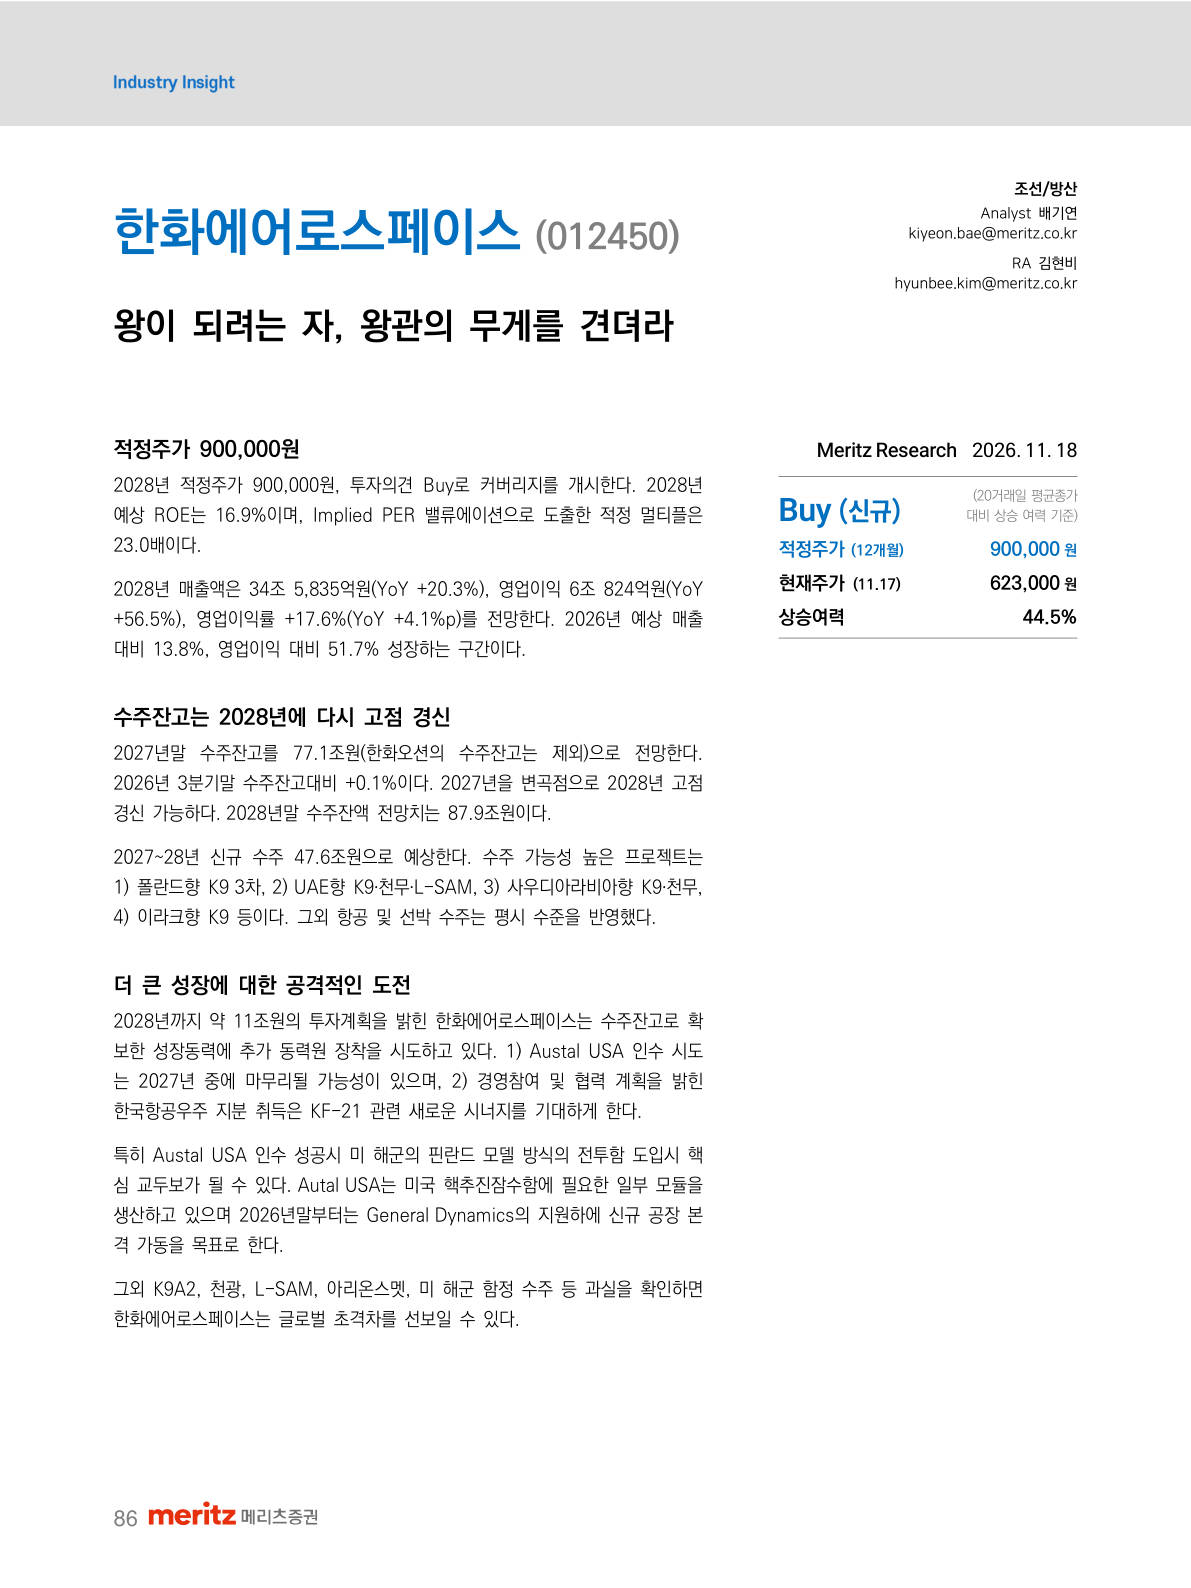 Industry Insight
조선/방산
Analyst 배기연
kiyeon.bae@meritz.co.kr
RA 김현비
hyunbee.kim@meritz.co.kr
한화에어로스페이스 (012450)
왕이 되려는 자, 왕관의 무게를 견뎌라
적정주가 900,000원
2028년 적정주가 900,000원, 투자의견 Buy로 커버리지를 개시한다. 2028년
예상 ROE는 16.9%이며, Implied PER 밸류에이션으로 도출한 적정 멀티플은
23.0배이다.
2028년 매출액은 34조 5,835억원(YoY +20.3%), 영업이익 6조 824억원(YoY
+56.5%), 영업이익률 +17.6%(YoY +4.1%p)를 전망한다. 2026년 예상 매출
대비 13.8%, 영업이익 대비 51.7% 성장하는 구간이다.
수주잔고는 2028년에 다시 고점 경신
2027년말 수주잔고를 77.1조원(한화오션의 수주잔고는 제외)으로 전망한다.
2026년 3분기말 수주잔고대비 +0.1%이다. 2027년을 변곡점으로 2028년 고점
경신 가능하다. 2028년말 수주잔액 전망치는 87.9조원이다.
2027~28년 신규 수주 47.6조원으로 예상한다. 수주 가능성 높은 프로젝트는
1) 폴란드향 K9 3차, 2) UAE향 K9·천무·L-SAM, 3) 사우디아라비아향 K9·천무,
4) 이라크향 K9 등이다. 그외 항공 및 선박 수주는 평시 수준을 반영했다.
더 큰 성장에 대한 공격적인 도전
2028년까지 약 11조원의 투자계획을 밝힌 한화에어로스페이스는 수주잔고로 확
보한 성장동력에 추가 동력원 장착을 시도하고 있다. 1) Austal USA 인수 시도
는 2027년 중에 마무리될 가능성이 있으며, 2) 경영참여 및 협력 계획을 밝힌
한국항공우주 지분 취득은 KF-21 관련 새로운 시너지를 기대하게 한다.
특히 Austal USA 인수 성공시 미 해군의 핀란드 모델 방식의 전투함 도입시 핵
심 교두보가 될 수 있다. Autal USA는 미국 핵추진잠수함에 필요한 일부 모듈을
생산하고 있으며 2026년말부터는 General Dynamics의 지원하에 신규 공장 본
격 가동을 목표로 한다.
그외 K9A2, 천광, L-SAM, 아리온스멧, 미 해군 함정 수주 등 과실을 확인하면
한화에어로스페이스는 글로벌 초격차를 선보일 수 있다.
Meritz Research 2026. 11. 18
Buy (신규) (20거래일 평균종가
대비 상승 여력 기준)
적정주가 (12개월) 900,000 원
현재주가 (11.17) 623,000 원
상승여력 44.5%
86 meritz 메리츠증권